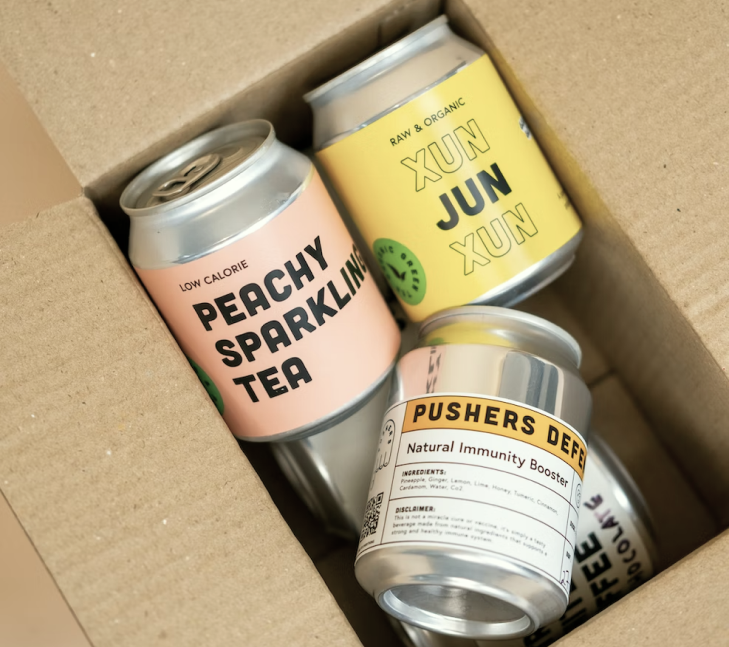 LOW CALORIE
PEACHY
SPARKLING
TEA
RAW & ORGANIC
XUN
JUN
XUN
PUSHERS DEFE
Natural Immunity Booster
INGREDIENTS:
Pineapple, Ginger, Lemon, Lime, Honey, Tumeric, Cinnamon,
Cardamom, Water, Co2.
DISCLAIMER:
This is not a miracle cure or vaccine, it's simply a tasty
beverage made from natural ingredients that supports a
strong and healthy immune system.
FFEE
CHOCOLATE